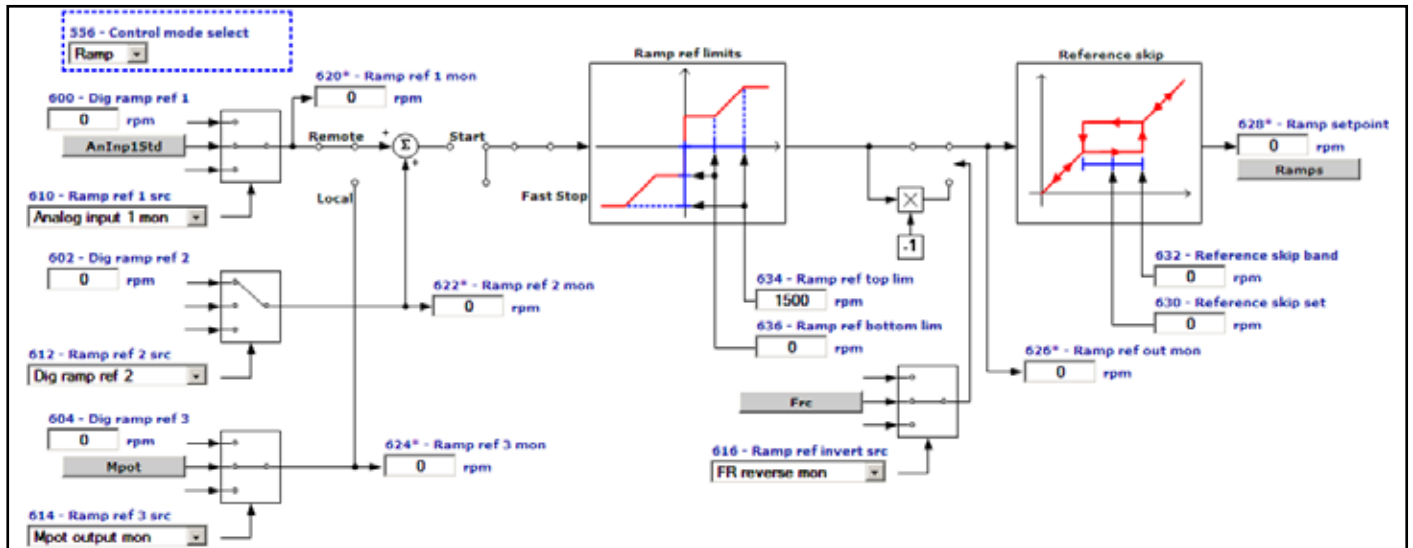 556 - Control mode select
Ramp
600 - Dig ramp ref 1
0 rpm
AnInp1Std
610 - Ramp ref 1 src
Analog input 1 mon
620* - Ramp ref 1 mon
0 rpm
Remote
Local
+
Σ
+
Start
Fast Stop
602 - Dig ramp ref 2
0 rpm
612 - Ramp ref 2 src
Dig ramp ref 2
622* - Ramp ref 2 mon
0 rpm
604 - Dig ramp ref 3
0 rpm
Mpot
614 - Ramp ref 3 src
Mpot output mon
624* - Ramp ref 3 mon
0 rpm
Ramp ref limits
634 - Ramp ref top lim
1500
rpm
636 - Ramp ref bottom lim
0 rpm
X
-1
Frc
616 - Ramp ref invert src
FR reverse mon
Reference skip
632 - Reference skip band
0 rpm
630 - Reference skip set
0 rpm
626* - Ramp ref out mon
0 rpm
628* - Ramp setpoint
0
rpm
Ramps